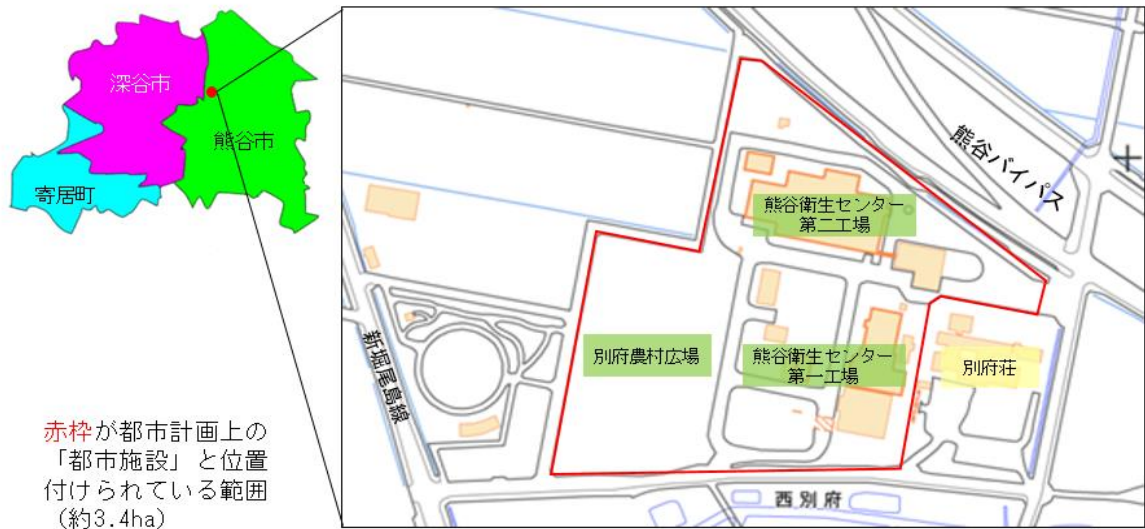 深谷市
熊谷市
寄居町
赤枠が都市計画上の
「都市施設」と位置
付けられている範囲
(約3.4ha)
熊谷バイパス
熊谷衛生センター
第二工場
別府農村広場
熊谷衛生センター
第一工場
別府荘
新堀尾島線
西別府